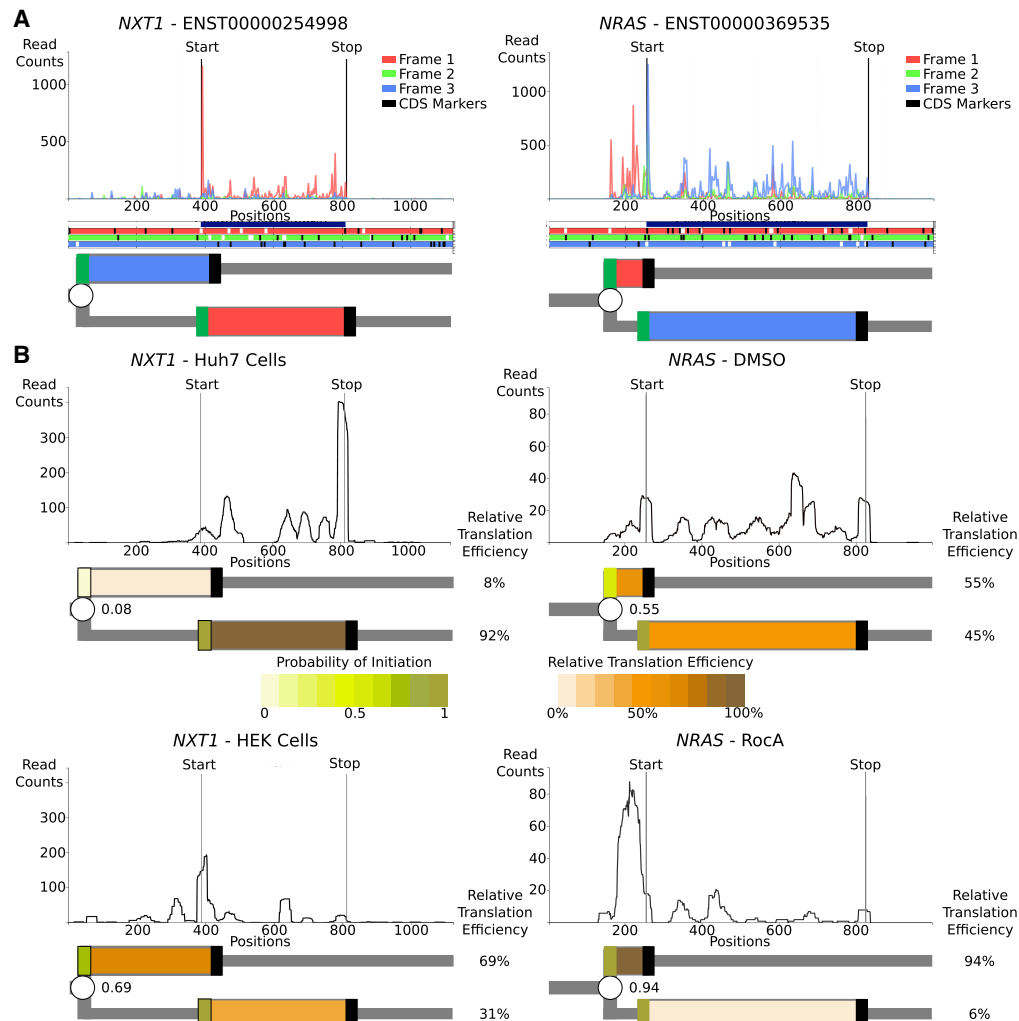 A
NXT1 - ENST00000254998
Read
Counts
Start
Stop
Frame 1
Frame 2
Frame 3
CDS Markers
1000
500
200
400
600
800
1000
Positions
NRAS - ENST00000369535
Read
Counts
Start
Stop
Frame 1
Frame 2
Frame 3
CDS Markers
1000
500
200
400
600
800
Positions
B
NXT1 - Huh7 Cells
Read
Counts
Start
Stop
300
200
100
200
400
600
800
1000
Positions
Relative
Translation
Efficiency
8%
0.08
92%
NRAS - DMSO
Read
Counts
Start
Stop
80
60
40
20
200
400
600
800
Positions
Relative
Translation
Efficiency
55%
0.55
45%
Probability of Initiation
0
0.5
1
Relative Translation Efficiency
0%
50%
100%
NXT1 - HEK Cells
Read
Counts
Start
Stop
300
200
100
200
400
600
800
1000
Positions
Relative
Translation
Efficiency
69%
0.69
31%
NRAS - RocA
Read
Counts
Start
Stop
80
60
40
20
200
400
600
800
Positions
Relative
Translation
Efficiency
94%
0.94
6%